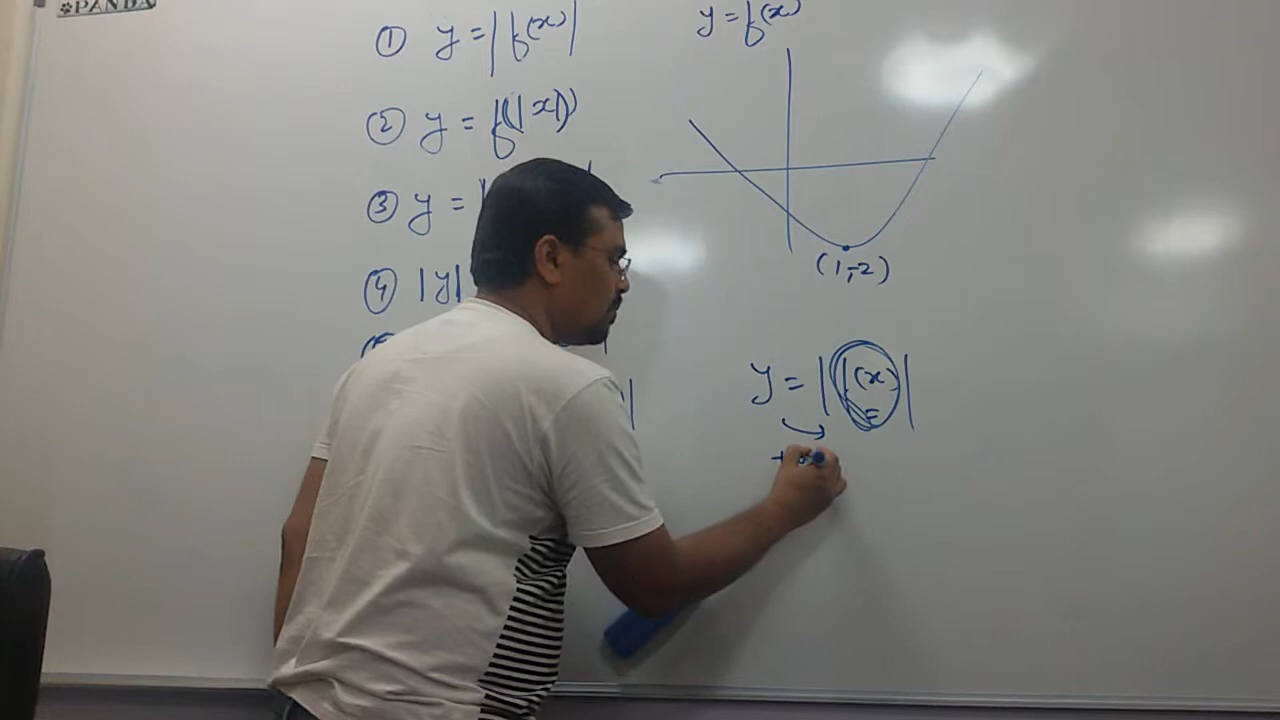 PANDA
① y = |f(x)|
② y = f(|x|)
③ y = |
④ |y|
y = f(x)
(1, -2)
y = |f(x)|